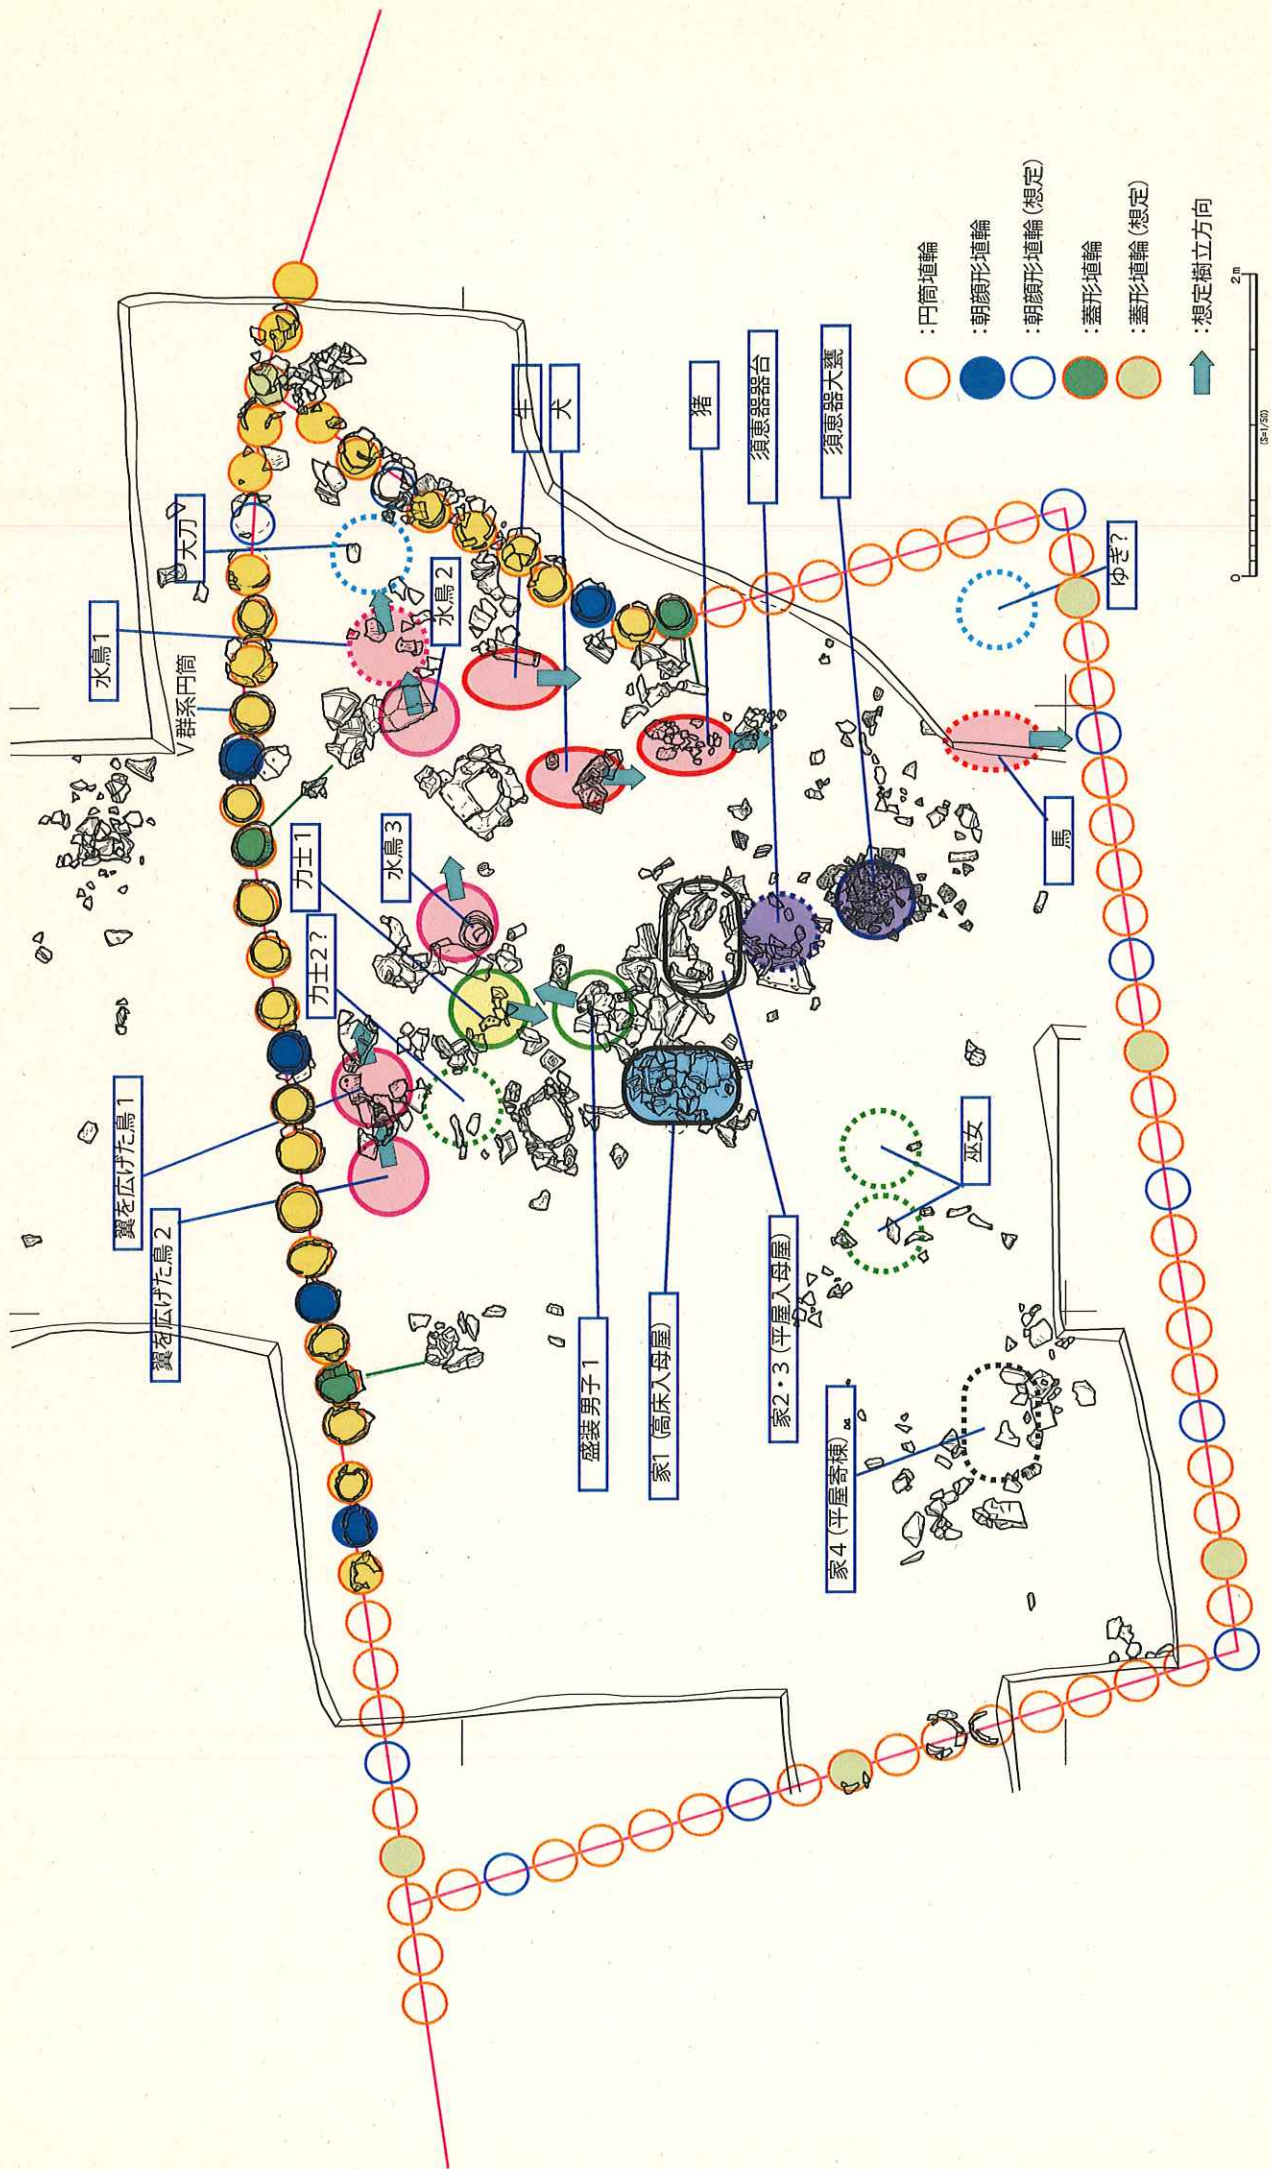 水鳥1
Ⅴ群系円筒
大刀
水鳥2
牛
犬
猪
須恵器器台
須恵器大甕
力士1
力士2?
水鳥3
翼を広げた鳥1
翼を広げた鳥2
盛装男子1
家1(高床入母屋)
家2・3(平屋入母屋)
家4(平屋寄棟)
巫女
馬
ゆき?
:円筒埴輪
:朝顔形埴輪
:朝顔形埴輪(想定)
:蓋形埴輪
:蓋形埴輪(想定)
:想定樹立方向
0
(S=1/50)
2m